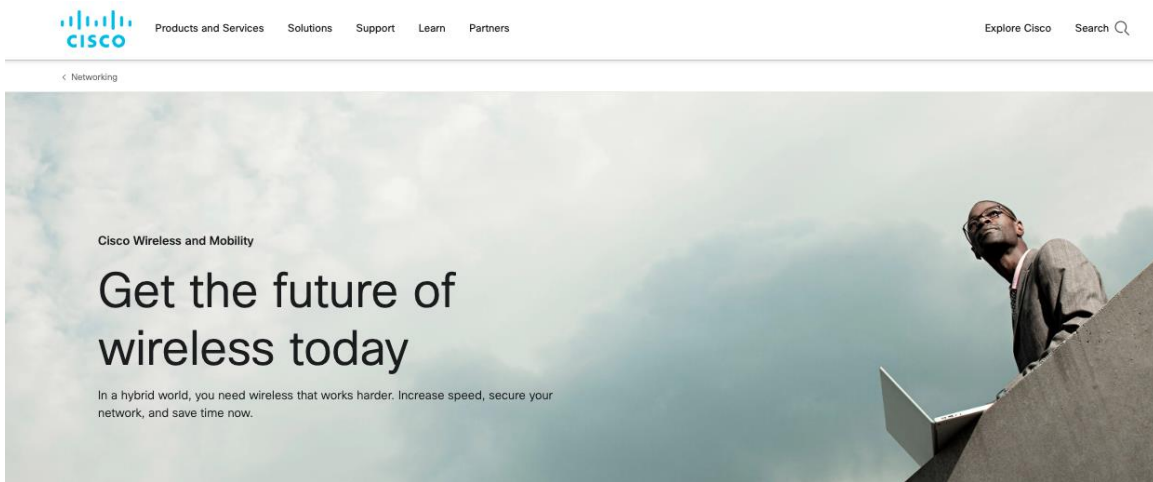 CISCO
Products and Services
Solutions
Support
Learn
Partners
Explore Cisco
Search
Networking
Cisco Wireless and Mobility
Get the future of
wireless today
In a hybrid world, you need wireless that works harder. Increase speed, secure your
network, and save time now.